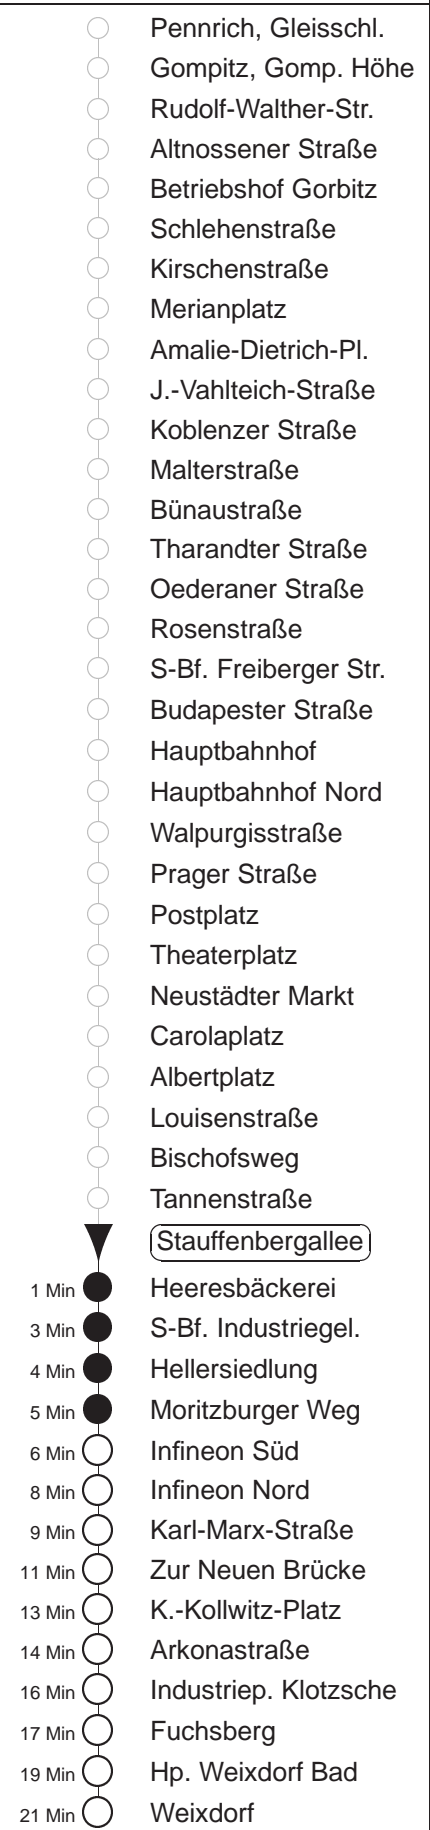 Pennrich, Gleisschl.
Gompitz, Gomp. Höhe
Rudolf-Walther-Str.
Altnossener Straße
Betriebshof Gorbitz
Schlehenstraße
Kirschenstraße
Merianplatz
Amalie-Dietrich-Pl.
J.-Vahlteich-Straße
Koblenzer Straße
Malterstraße
Bünaustraße
Tharandter Straße
Oederaner Straße
Rosenstraße
S-Bf. Freiberger Str.
Budapester Straße
Hauptbahnhof
Hauptbahnhof Nord
Walpurgisstraße
Prager Straße
Postplatz
Theaterplatz
Neustädter Markt
Carolaplatz
Albertplatz
Louisenstraße
Bischofsweg
Tannenstraße
Stauffenbergallee
1 Min Heeresbäckerei
3 Min S-Bf. Industriegel.
4 Min Hellersiedlung
5 Min Moritzburger Weg
6 Min Infineon Süd
8 Min Infineon Nord
9 Min Karl-Marx-Straße
11 Min Zur Neuen Brücke
13 Min K.-Kollwitz-Platz
14 Min Arkonastraße
16 Min Industriep. Klotzsche
17 Min Fuchsberg
19 Min Hp. Weixdorf Bad
21 Min Weixdorf